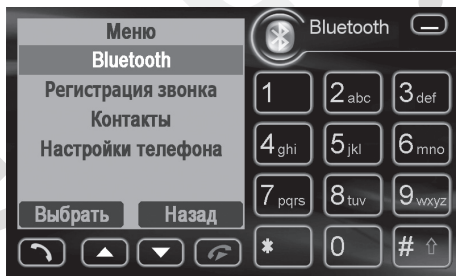 Меню
Bluetooth
Регистрация звонка
Контакты
Настройки телефона
Выбрать Назад
Bluetooth
1 2 abc 3 def
4 ghi 5 jkl 6 mno
7 pqrs 8 tuv 9 wxyz
* 0 # ⇧